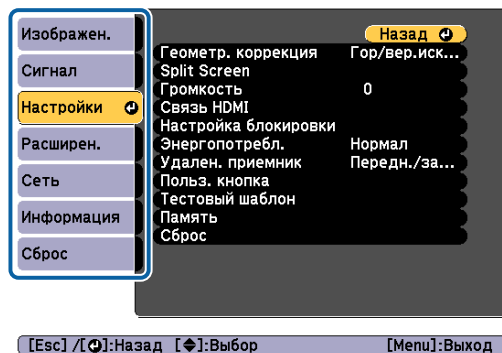 Изображен.
Сигнал
Настройки
Расширен.
Сеть
Информация
Сброс
Назад
Геометр. коррекция Гор/вер.иск...
Split Screen
Громкость 0
Связь HDMI
Настройка блокировки
Энергопотребл. Нормал
Удален. приемник Передн./за...
Польз. кнопка
Тестовый шаблон
Память
Сброс
[Esc] /[ ]:Назад [ ]:Выбор [Menu]:Выход